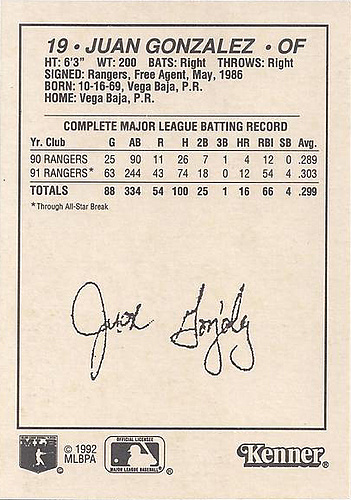 19 • JUAN GONZALEZ • OF
HT: 6'3" WT: 200 BATS: Right THROWS: Right
SIGNED: Rangers, Free Agent, May, 1986
BORN: 10-16-69, Vega Baja, P.R.
HOME: Vega Baja, P.R.
COMPLETE MAJOR LEAGUE BATTING RECORD
Yr. Club G AB R H 2B 3B HR RBI SB Avg.
90 RANGERS 25 90 11 26 7 1 4 12 0 .289
91 RANGERS* 63 244 43 74 18 0 12 54 4 .303
TOTALS 88 334 54 100 25 1 16 66 4 .299
*Through All-Star Break
Juan Gonzalez
© 1992
MLBPA
OFFICIAL LICENSEE
MAJOR LEAGUE BASEBALL
®
Kenner®